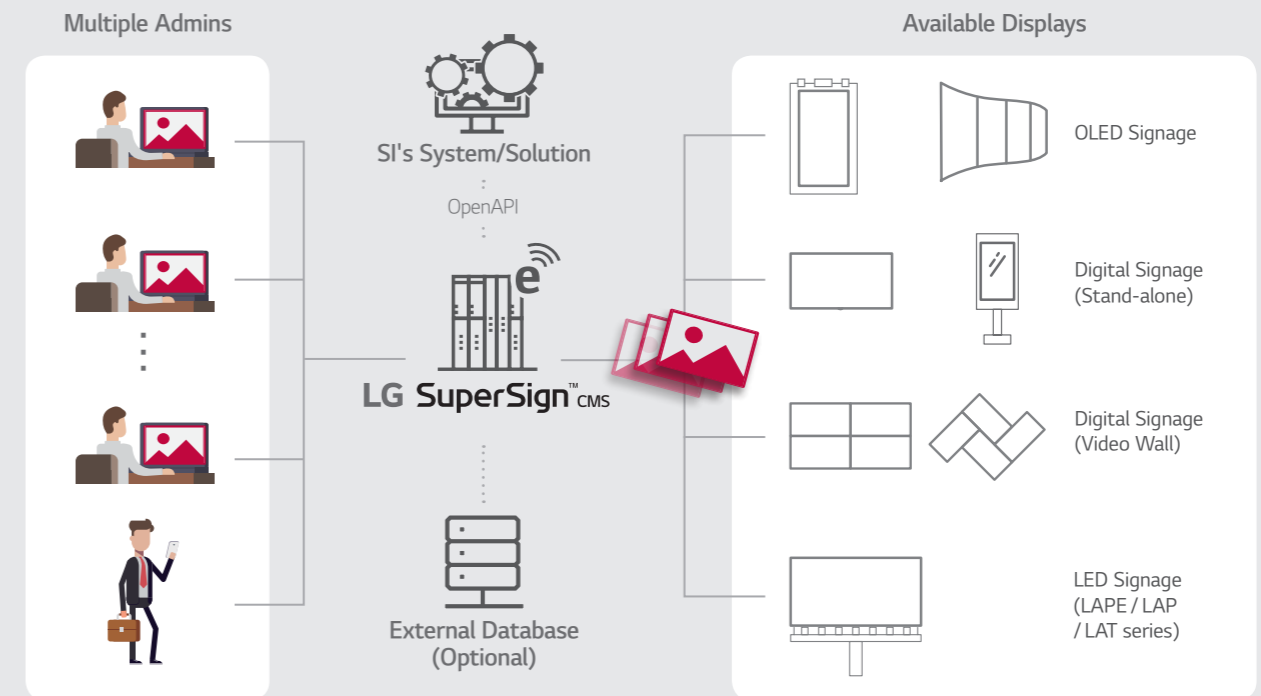 Multiple Admins
Available Displays
SI's System/Solution
OpenAPI
e
LG SuperSign™ CMS
External Database
(Optional)
OLED Signage
Digital Signage
(Stand-alone)
Digital Signage
(Video Wall)
LED Signage
(LAPE / LAP
/ LAT series)